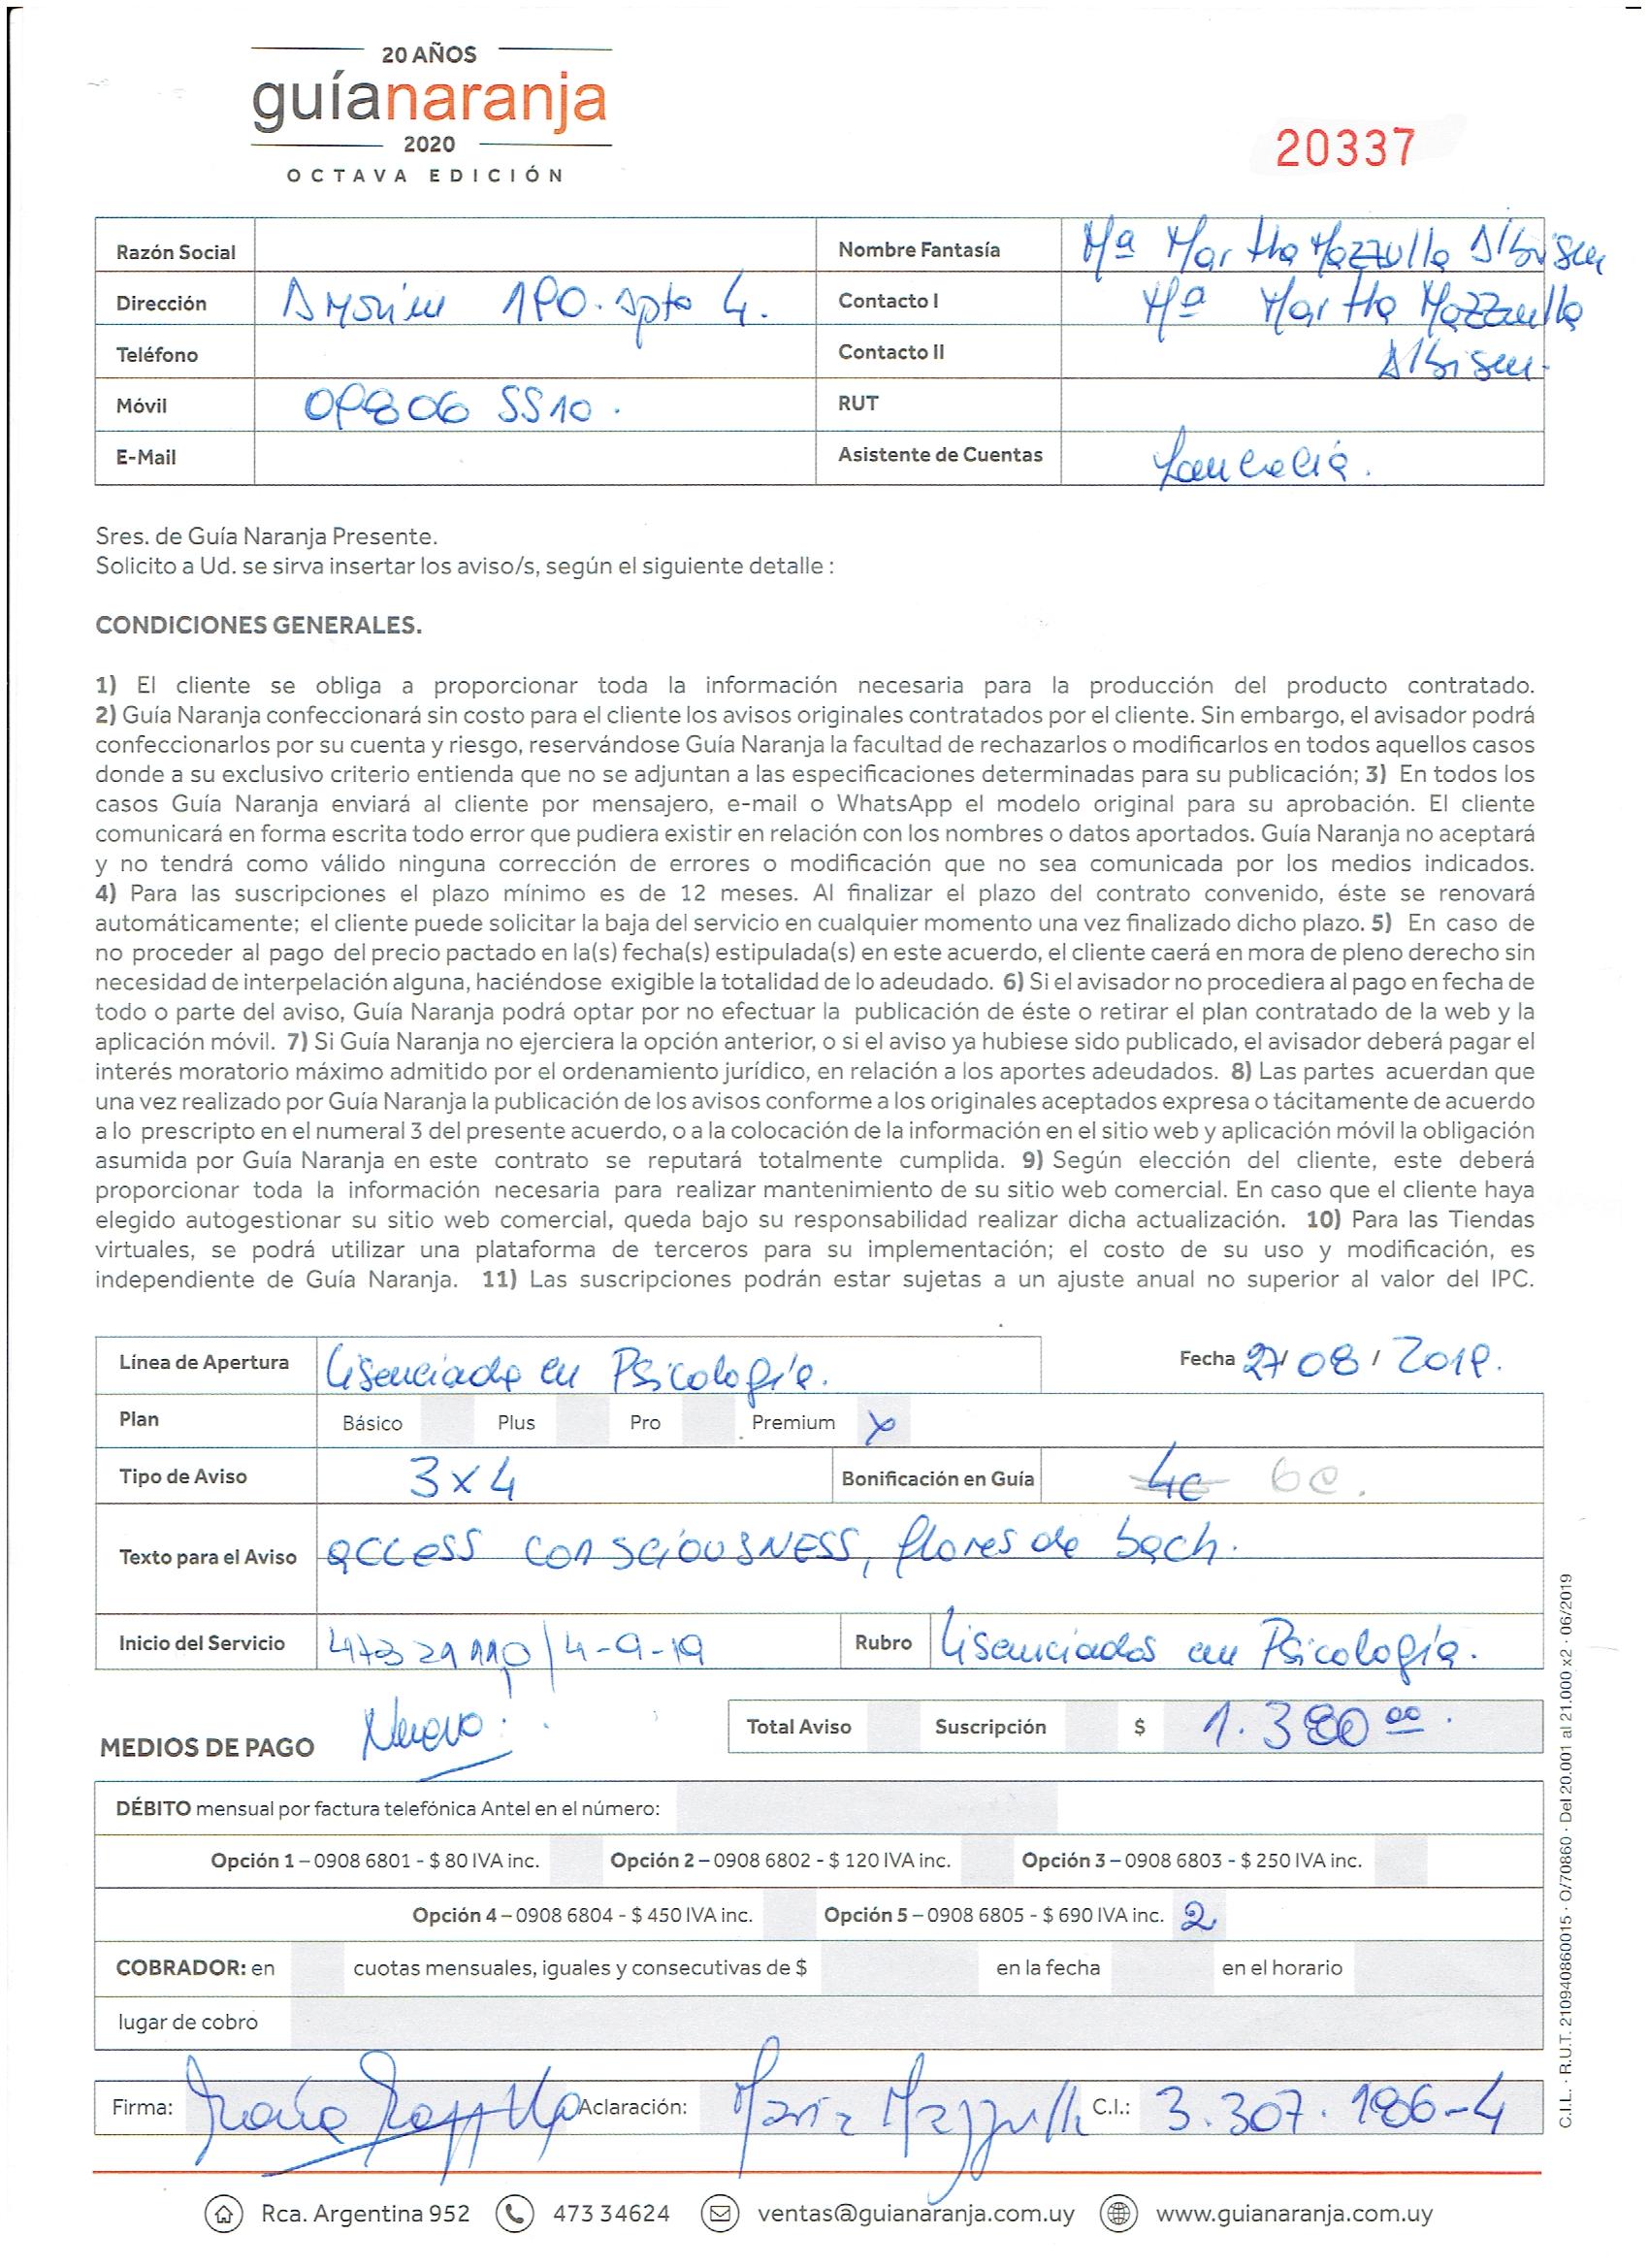 20 AÑOS
guíanaranja
2020
OCTAVA EDICIÓN
20337
Razón Social
Nombre Fantasía Mª Martha Mazzulla Albisu
Dirección Amorim 190. Apto 4.
Contacto I Mª Martha Mazzulla
Teléfono
Contacto II Albisu.
Móvil 09806 5510.
RUT
E-Mail
Asistente de Cuentas
Sres. de Guía Naranja Presente.
Solicito a Ud. se sirva insertar los aviso/s, según el siguiente detalle :
CONDICIONES GENERALES.
1) El cliente se obliga a proporcionar toda la información necesaria para la producción del producto contratado.
2) Guía Naranja confeccionará sin costo para el cliente los avisos originales contratados por el cliente. Sin embargo, el avisador podrá
confeccionarlos por su cuenta y riesgo, reservándose Guía Naranja la facultad de rechazarlos o modificarlos en todos aquellos casos
donde a su exclusivo criterio entienda que no se adjuntan a las especificaciones determinadas para su publicación; 3) En todos los
casos Guía Naranja enviará al cliente por mensajero, e-mail o WhatsApp el modelo original para su aprobación. El cliente
comunicará en forma escrita todo error que pudiera existir en relación con los nombres o datos aportados. Guía Naranja no aceptará
y no tendrá como válido ninguna corrección de errores o modificación que no sea comunicada por los medios indicados.
4) Para las suscripciones el plazo mínimo es de 12 meses. Al finalizar el plazo del contrato convenido, éste se renovará
automáticamente; el cliente puede solicitar la baja del servicio en cualquier momento una vez finalizado dicho plazo. 5) En caso de
no proceder al pago del precio pactado en la(s) fecha(s) estipulada(s) en este acuerdo, el cliente caerá en mora de pleno derecho sin
necesidad de interpelación alguna, haciéndose exigible la totalidad de lo adeudado. 6) Si el avisador no procediera al pago en fecha de
todo o parte del aviso, Guía Naranja podrá optar por no efectuar la publicación de éste o retirar el plan contratado de la web y la
aplicación móvil. 7) Si Guía Naranja no ejerciera la opción anterior, o si el aviso ya hubiese sido publicado, el avisador deberá pagar el
interés moratorio máximo admitido por el ordenamiento jurídico, en relación a los aportes adeudados. 8) Las partes acuerdan que
una vez realizado por Guía Naranja la publicación de los avisos conforme a los originales aceptados expresa o tácitamente de acuerdo
a lo prescripto en el numeral 3 del presente acuerdo, o a la colocación de la información en el sitio web y aplicación móvil la obligación
asumida por Guía Naranja en este contrato se reputará totalmente cumplida. 9) Según elección del cliente, este deberá
proporcionar toda la información necesaria para realizar mantenimiento de su sitio web comercial. En caso que el cliente haya
elegido autogestionar su sitio web comercial, queda bajo su responsabilidad realizar dicha actualización. 10) Para las Tiendas
virtuales, se podrá utilizar una plataforma de terceros para su implementación; el costo de su uso y modificación, es
independiente de Guía Naranja. 11) Las suscripciones podrán estar sujetas a un ajuste anual no superior al valor del IPC.
Línea de Apertura Lisenciada en Psicología.
Fecha 27/08/2019.
Plan Básico Plus Pro Premium X
Tipo de Aviso 3x4 Bonificación en Guía 4c 6c.
Texto para el Aviso access consciousness, flores de bach.
Inicio del Servicio 47329110/4-9-19 Rubro Lisenciados en Psicología.
Nuevo!
MEDIOS DE PAGO
Total Aviso Suscripción $ 1.380 00.
DÉBITO mensual por factura telefónica Antel en el número:
Opción 1 – 0908 6801 - $ 80 IVA inc. Opción 2 – 0908 6802 - $ 120 IVA inc. Opción 3 – 0908 6803 - $ 250 IVA inc.
Opción 4 – 0908 6804 - $ 450 IVA inc. Opción 5 – 0908 6805 - $ 690 IVA inc. 2
COBRADOR: en cuotas mensuales, iguales y consecutivas de $ en la fecha en el horario
lugar de cobro
Firma: María Mazzulla Aclaración: María Mazzulla C.I.: 3.307.186-4
C.I.L. · R.U.T. 210940860015 · O/70860 · Del 20.001 al 21.000 x2 · 06/2019
Rca. Argentina 952 473 34624 ventas@guianaranja.com.uy www.guianaranja.com.uy